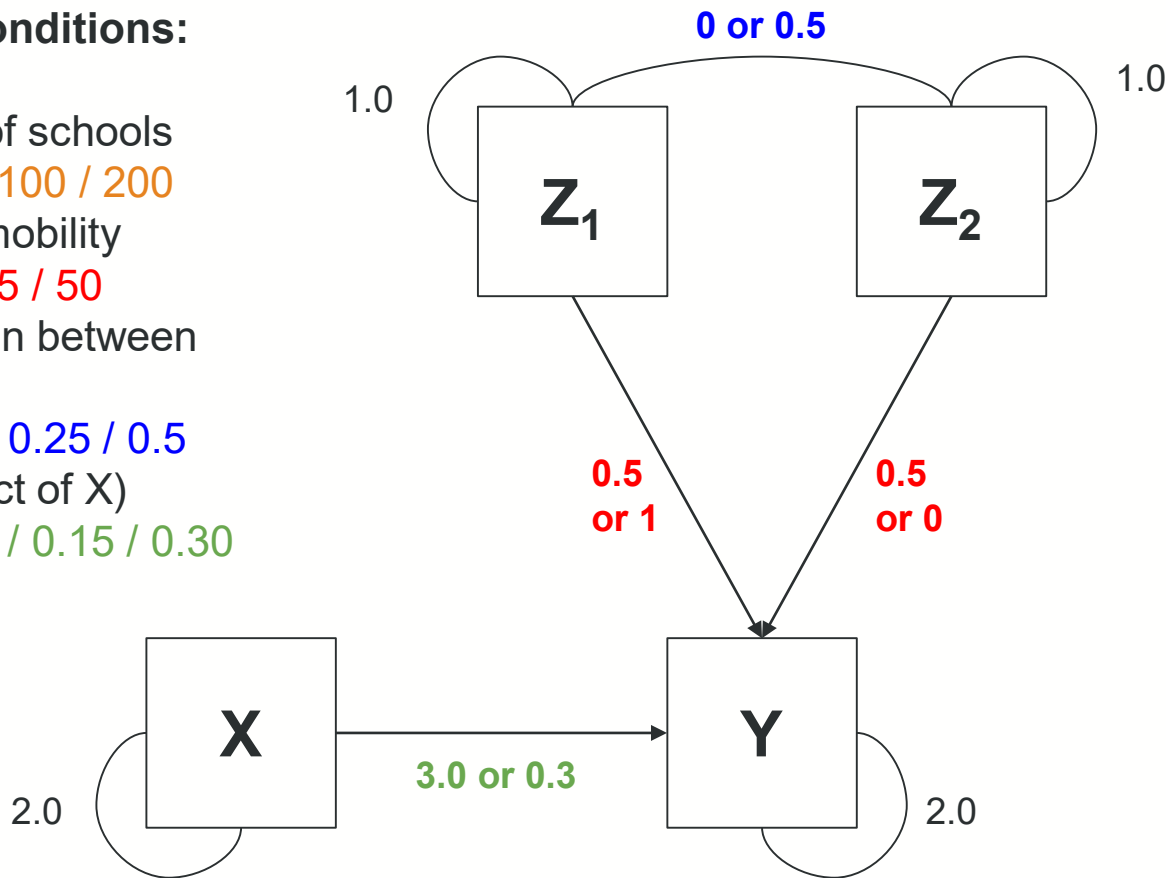 onditions:
of schools
100 / 200
mobility
5 / 50
n between
0.25 / 0.5
ct of X)
/ 0.15 / 0.30
0 or 0.5
1.0
1.0
Z1
Z2
0.5
or 1
0.5
or 0
X
Y
3.0 or 0.3
2.0
2.0